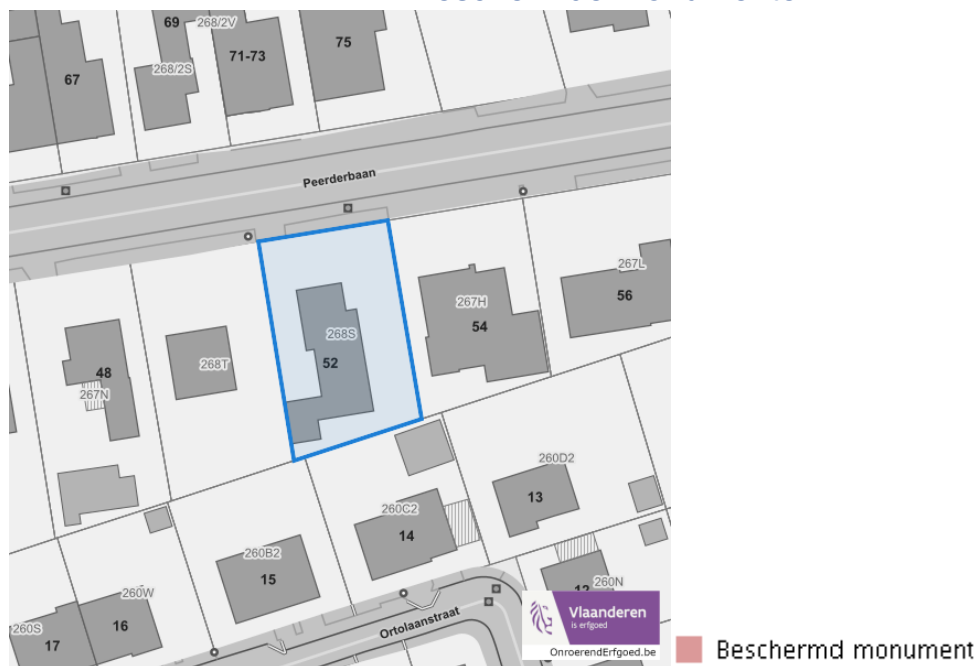 69
268/2V
71-73
75
67
268/2S
Peerderbaan
267L
56
267H
54
268S
52
268T
48
267N
260D2
13
260C2
14
260B2
15
12
260N
260W
16
260S
17
Ortolaanstraat
Vlaanderen
is erfgoed
OnroerendErfgoed.be
Beschermd monument